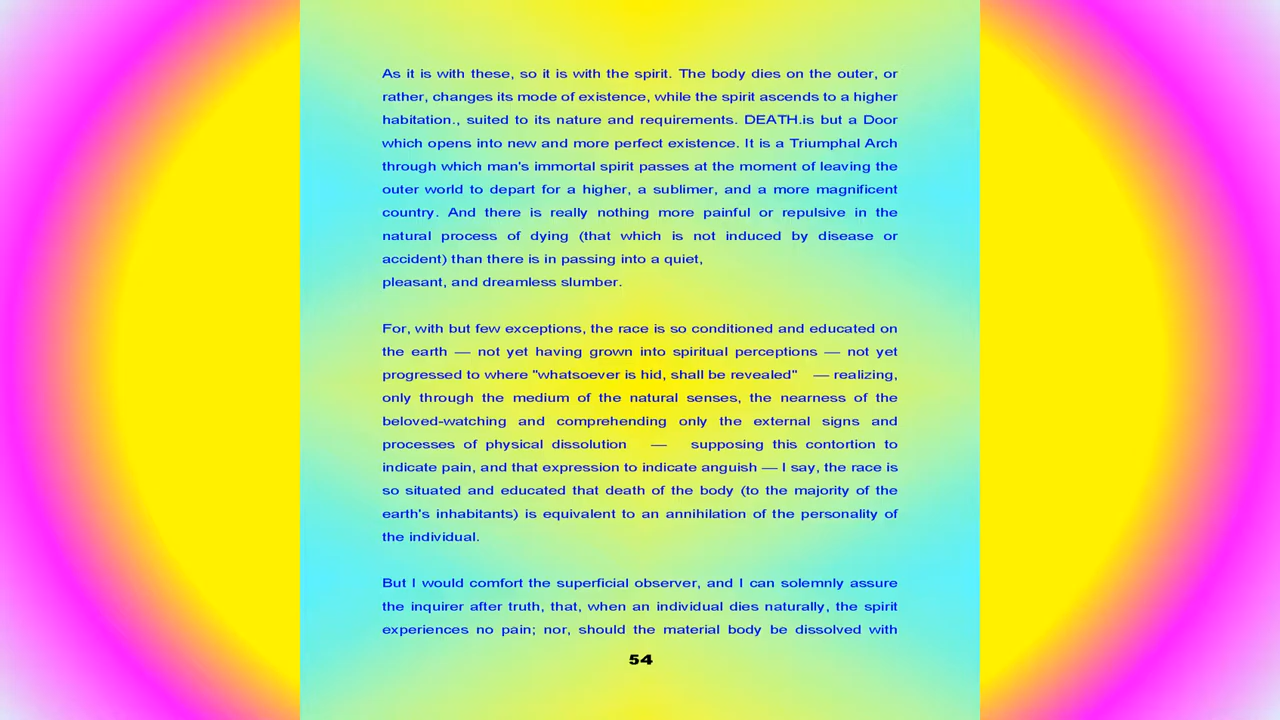 As it is with these, so it is with the spirit. The body dies on the outer, or
rather, changes its mode of existence, while the spirit ascends to a higher
habitation., suited to its nature and requirements. DEATH.is but a Door
which opens into new and more perfect existence. It is a Triumphal Arch
through which man's immortal spirit passes at the moment of leaving the
outer world to depart for a higher, a sublimer, and a more magnificent
country. And there is really nothing more painful or repulsive in the
natural process of dying (that which is not induced by disease or
accident) than there is in passing into a quiet,
pleasant, and dreamless slumber.
For, with but few exceptions, the race is so conditioned and educated on
the earth — not yet having grown into spiritual perceptions — not yet
progressed to where "whatsoever is hid, shall be revealed" — realizing,
only through the medium of the natural senses, the nearness of the
beloved-watching and comprehending only the external signs and
processes of physical dissolution — supposing this contortion to
indicate pain, and that expression to indicate anguish — I say, the race is
so situated and educated that death of the body (to the majority of the
earth's inhabitants) is equivalent to an annihilation of the personality of
the individual.
But I would comfort the superficial observer, and I can solemnly assure
the inquirer after truth, that, when an individual dies naturally, the spirit
experiences no pain; nor, should the material body be dissolved with
54